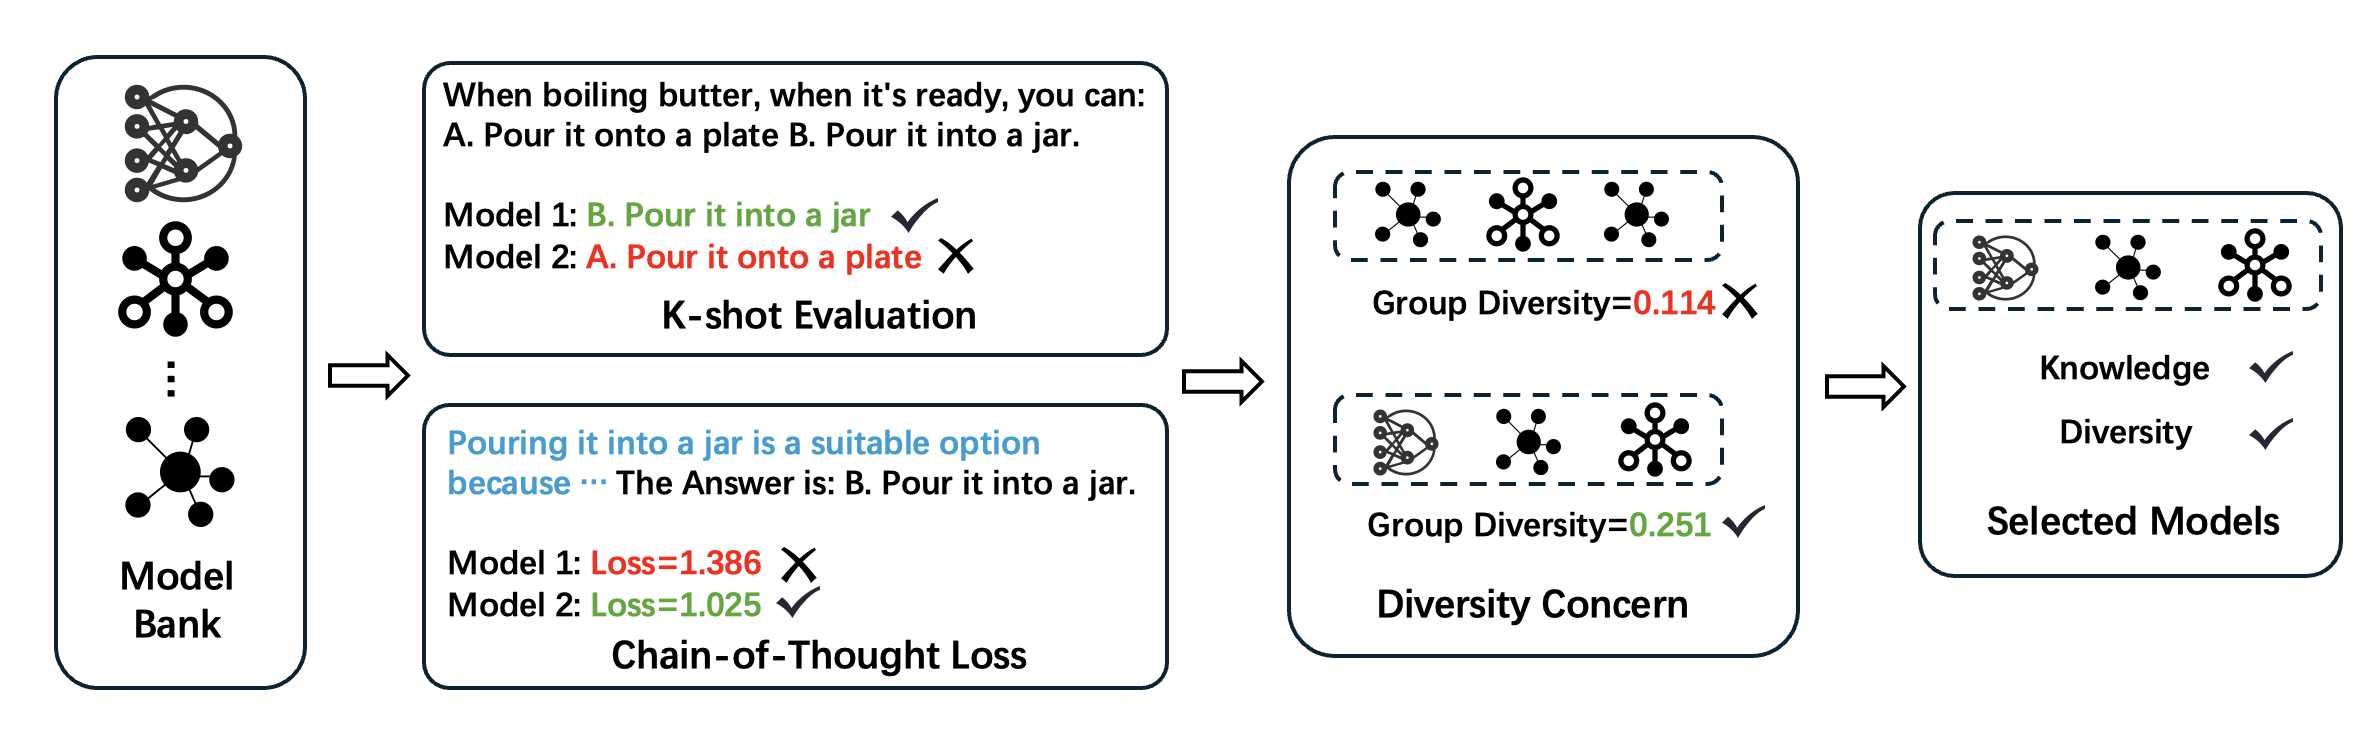 Model
Bank
When boiling butter, when it's ready, you can:
A. Pour it onto a plate B. Pour it into a jar.
Model 1: B. Pour it into a jar
Model 2: A. Pour it onto a plate
K-shot Evaluation
Pouring it into a jar is a suitable option
because ··· The Answer is: B. Pour it into a jar.
Model 1: Loss=1.386
Model 2: Loss=1.025
Chain-of-Thought Loss
Group Diversity=0.114
Group Diversity=0.251
Diversity Concern
Knowledge
Diversity
Selected Models